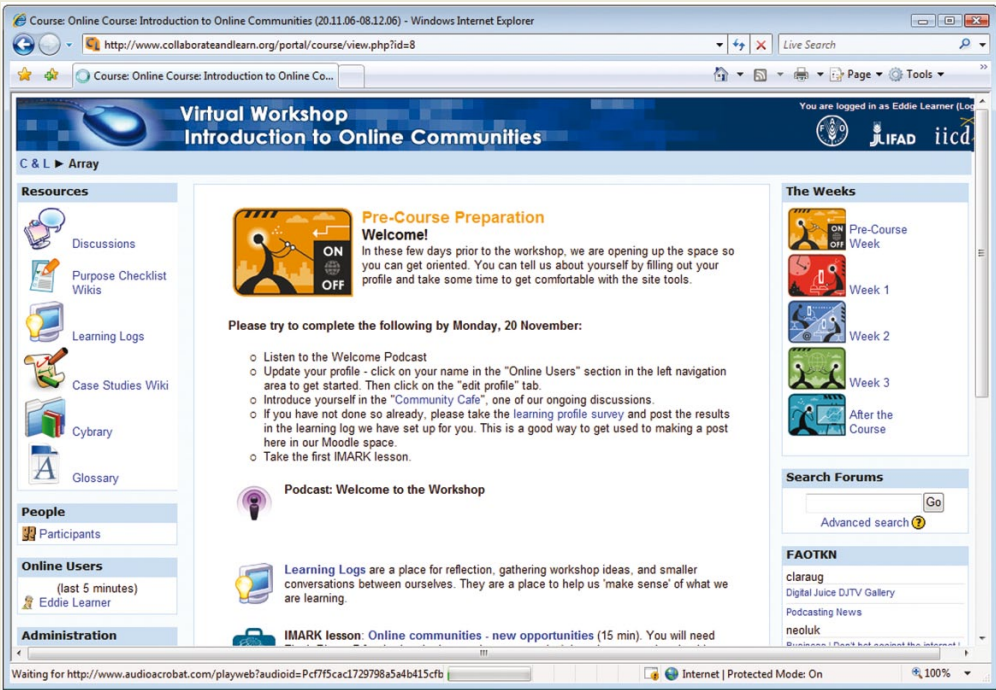 Course: Online Course: Introduction to Online Communities (20.11.06-08.12.06) - Windows Internet Explorer
http://www.collaborateandlearn.org/portal/course/view.php?id=8
Live Search
Course: Online Course: Introduction to Online Co...
Page
Tools
Virtual Workshop
Introduction to Online Communities
You are logged in as Eddie Learner (Log
FAO
JLIFAD
iicd
C & L ► Array
Resources
Discussions
Purpose Checklist
Wikis
Learning Logs
Case Studies Wiki
Cybrary
A
Glossary
People
Participants
Online Users
(last 5 minutes)
Eddie Learner
Administration
ON
OFF
Pre-Course Preparation
Welcome!
In these few days prior to the workshop, we are opening up the space so
you can get oriented. You can tell us about yourself by filling out your
profile and take some time to get comfortable with the site tools.
Please try to complete the following by Monday, 20 November:
o Listen to the Welcome Podcast
o Update your profile - click on your name in the "Online Users" section in the left navigation
area to get started. Then click on the "edit profile" tab.
o Introduce yourself in the "Community Cafe", one of our ongoing discussions.
o If you have not done so already, please take the learning profile survey and post the results
in the learning log we have set up for you. This is a good way to get used to making a post
here in our Moodle space.
o Take the first IMARK lesson.
Podcast: Welcome to the Workshop
Learning Logs are a place for reflection, gathering workshop ideas, and smaller
conversations between ourselves. They are a place to help us 'make sense' of what we
are learning.
IMARK lesson: Online communities - new opportunities (15 min). You will need
The Weeks
ON
OFF
Pre-Course
Week
Week 1
Week 2
Week 3
After the
Course
Search Forums
Go
Advanced search ?
FAOTKN
claraug
Digital Juice DJTV Gallery
Podcasting News
neoluk
Waiting for http://www.audioacrobat.com/playweb?audioid=Pcf7f5cac1729798a5a4b415cfb
Internet | Protected Mode: On
100%